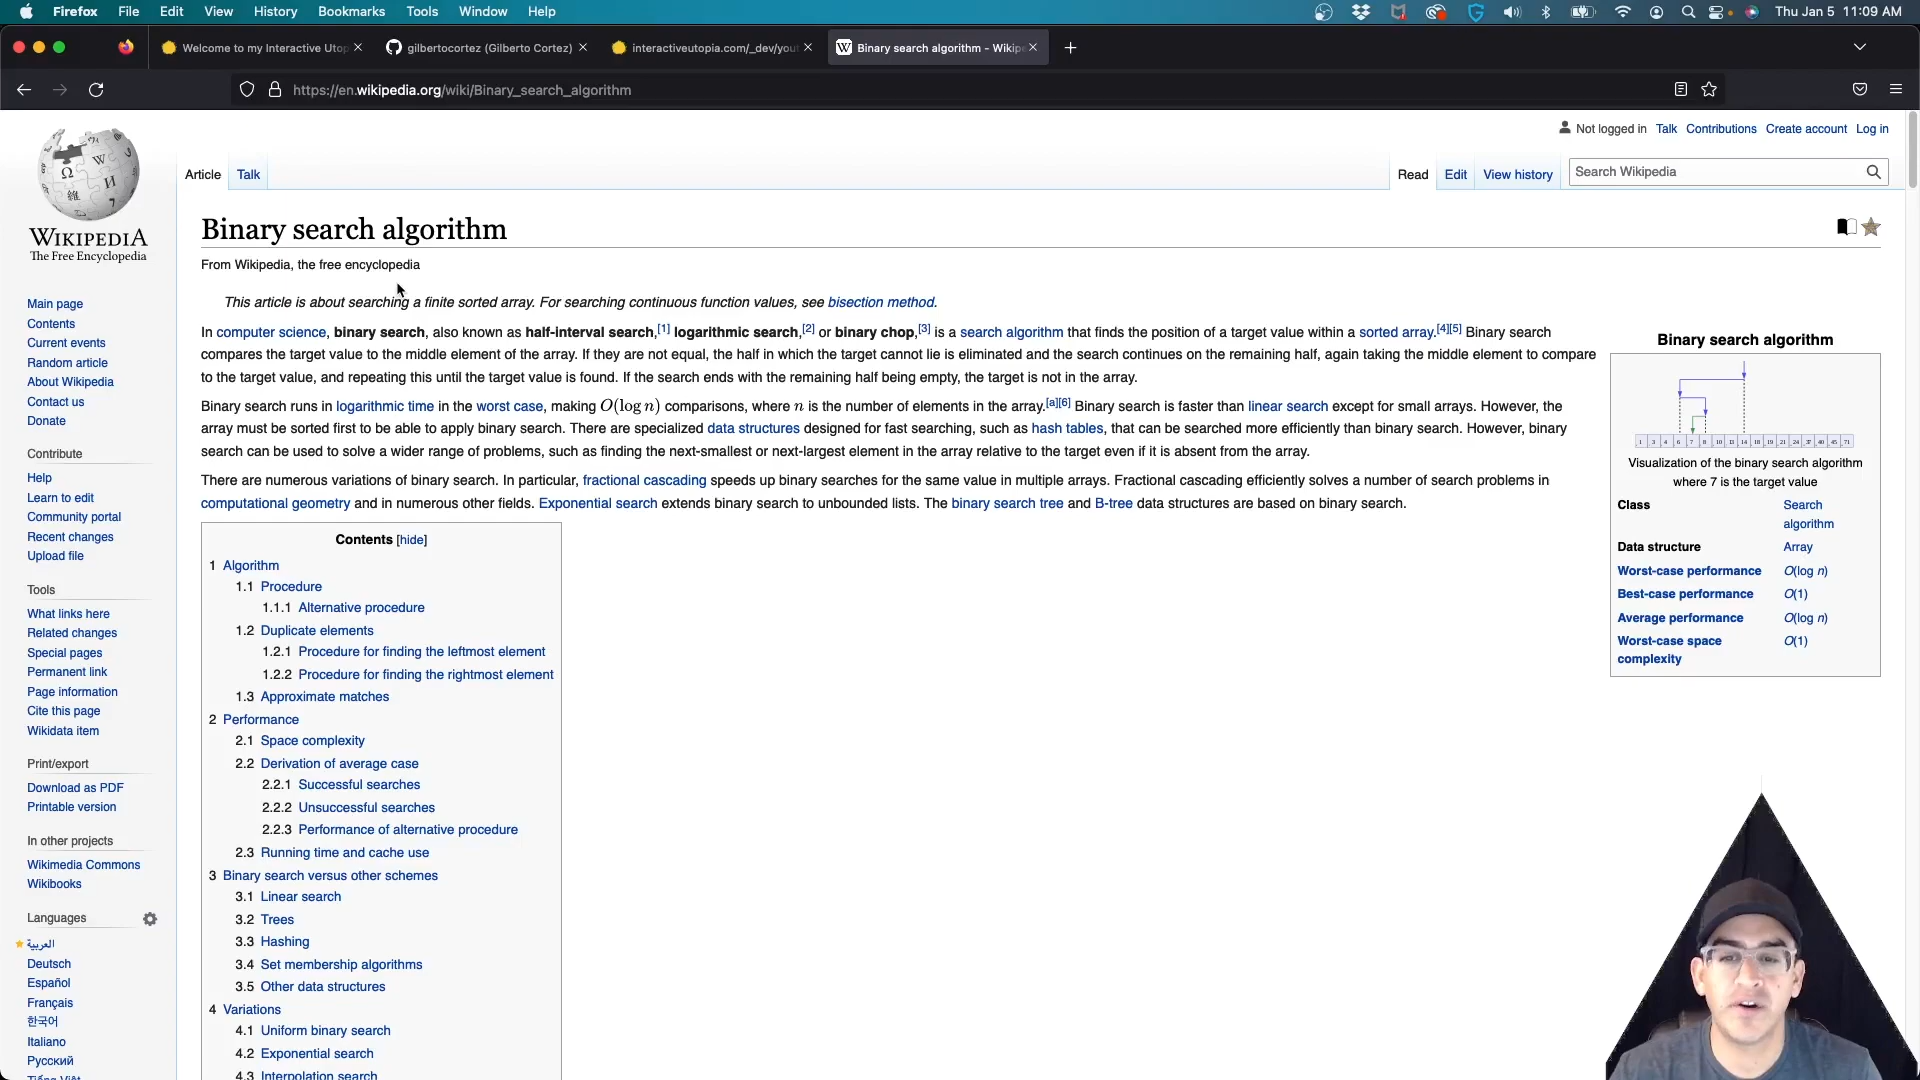 Firefox File Edit View History Bookmarks Tools Window Help Thu Jan 5 11:09 AM
Welcome to my Interactive Utop gilbertocortez (Gilberto Cortez) interactiveutopia.com/_dev/you Binary search algorithm - Wikipe
https://en.wikipedia.org/wiki/Binary_search_algorithm
Not logged in Talk Contributions Create account Log in
Article Talk Read Edit View history Search Wikipedia
WIKIPEDIA
The Free Encyclopedia
Main page
Contents
Current events
Random article
About Wikipedia
Contact us
Donate
Contribute
Help
Learn to edit
Community portal
Recent changes
Upload file
Tools
What links here
Related changes
Special pages
Permanent link
Page information
Cite this page
Wikidata item
Print/export
Download as PDF
Printable version
In other projects
Wikimedia Commons
Wikibooks
Languages
العربية
Deutsch
Español
Français
한국어
Italiano
Русский
Tiếng Việt
Binary search algorithm
From Wikipedia, the free encyclopedia
This article is about searching a finite sorted array. For searching continuous function values, see bisection method.
In computer science, binary search, also known as half-interval search,[1] logarithmic search,[2] or binary chop,[3] is a search algorithm that finds the position of a target value within a sorted array.[4][5] Binary search
compares the target value to the middle element of the array. If they are not equal, the half in which the target cannot lie is eliminated and the search continues on the remaining half, again taking the middle element to compare
to the target value, and repeating this until the target value is found. If the search ends with the remaining half being empty, the target is not in the array.
Binary search runs in logarithmic time in the worst case, making O(log n) comparisons, where n is the number of elements in the array.[a][6] Binary search is faster than linear search except for small arrays. However, the
array must be sorted first to be able to apply binary search. There are specialized data structures designed for fast searching, such as hash tables, that can be searched more efficiently than binary search. However, binary
search can be used to solve a wider range of problems, such as finding the next-smallest or next-largest element in the array relative to the target even if it is absent from the array.
There are numerous variations of binary search. In particular, fractional cascading speeds up binary searches for the same value in multiple arrays. Fractional cascading efficiently solves a number of search problems in
computational geometry and in numerous other fields. Exponential search extends binary search to unbounded lists. The binary search tree and B-tree data structures are based on binary search.
Contents [hide]
1 Algorithm
1.1 Procedure
1.1.1 Alternative procedure
1.2 Duplicate elements
1.2.1 Procedure for finding the leftmost element
1.2.2 Procedure for finding the rightmost element
1.3 Approximate matches
2 Performance
2.1 Space complexity
2.2 Derivation of average case
2.2.1 Successful searches
2.2.2 Unsuccessful searches
2.2.3 Performance of alternative procedure
2.3 Running time and cache use
3 Binary search versus other schemes
3.1 Linear search
3.2 Trees
3.3 Hashing
3.4 Set membership algorithms
3.5 Other data structures
4 Variations
4.1 Uniform binary search
4.2 Exponential search
4.3 Interpolation search
Binary search algorithm
1 3 4 6 7 8 10 13 14 18 19 21 24 37 40 45 71
Visualization of the binary search algorithm
where 7 is the target value
Class Search
algorithm
Data structure Array
Worst-case performance O(log n)
Best-case performance O(1)
Average performance O(log n)
Worst-case space O(1)
complexity